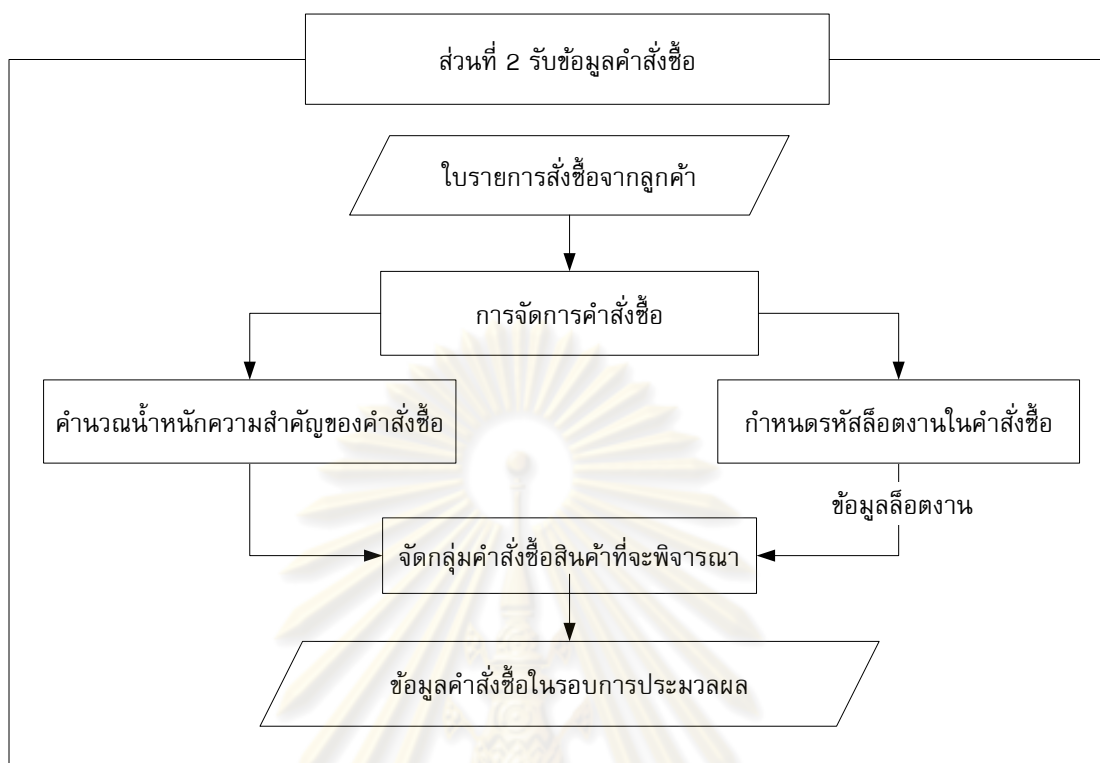 ส่วนที่ 2 รับข้อมูลคำสั่งซื้อ
ใบรายการสั่งซื้อจากลูกค้า
การจัดการคำสั่งซื้อ
คำนวณน้ำหนักความสำคัญของคำสั่งซื้อ
กำหนดรหัสล็อตงานในคำสั่งซื้อ
ข้อมูลล็อตงาน
จัดกลุ่มคำสั่งซื้อสินค้าที่จะพิจารณา
ข้อมูลคำสั่งซื้อในรอบการประมวลผล